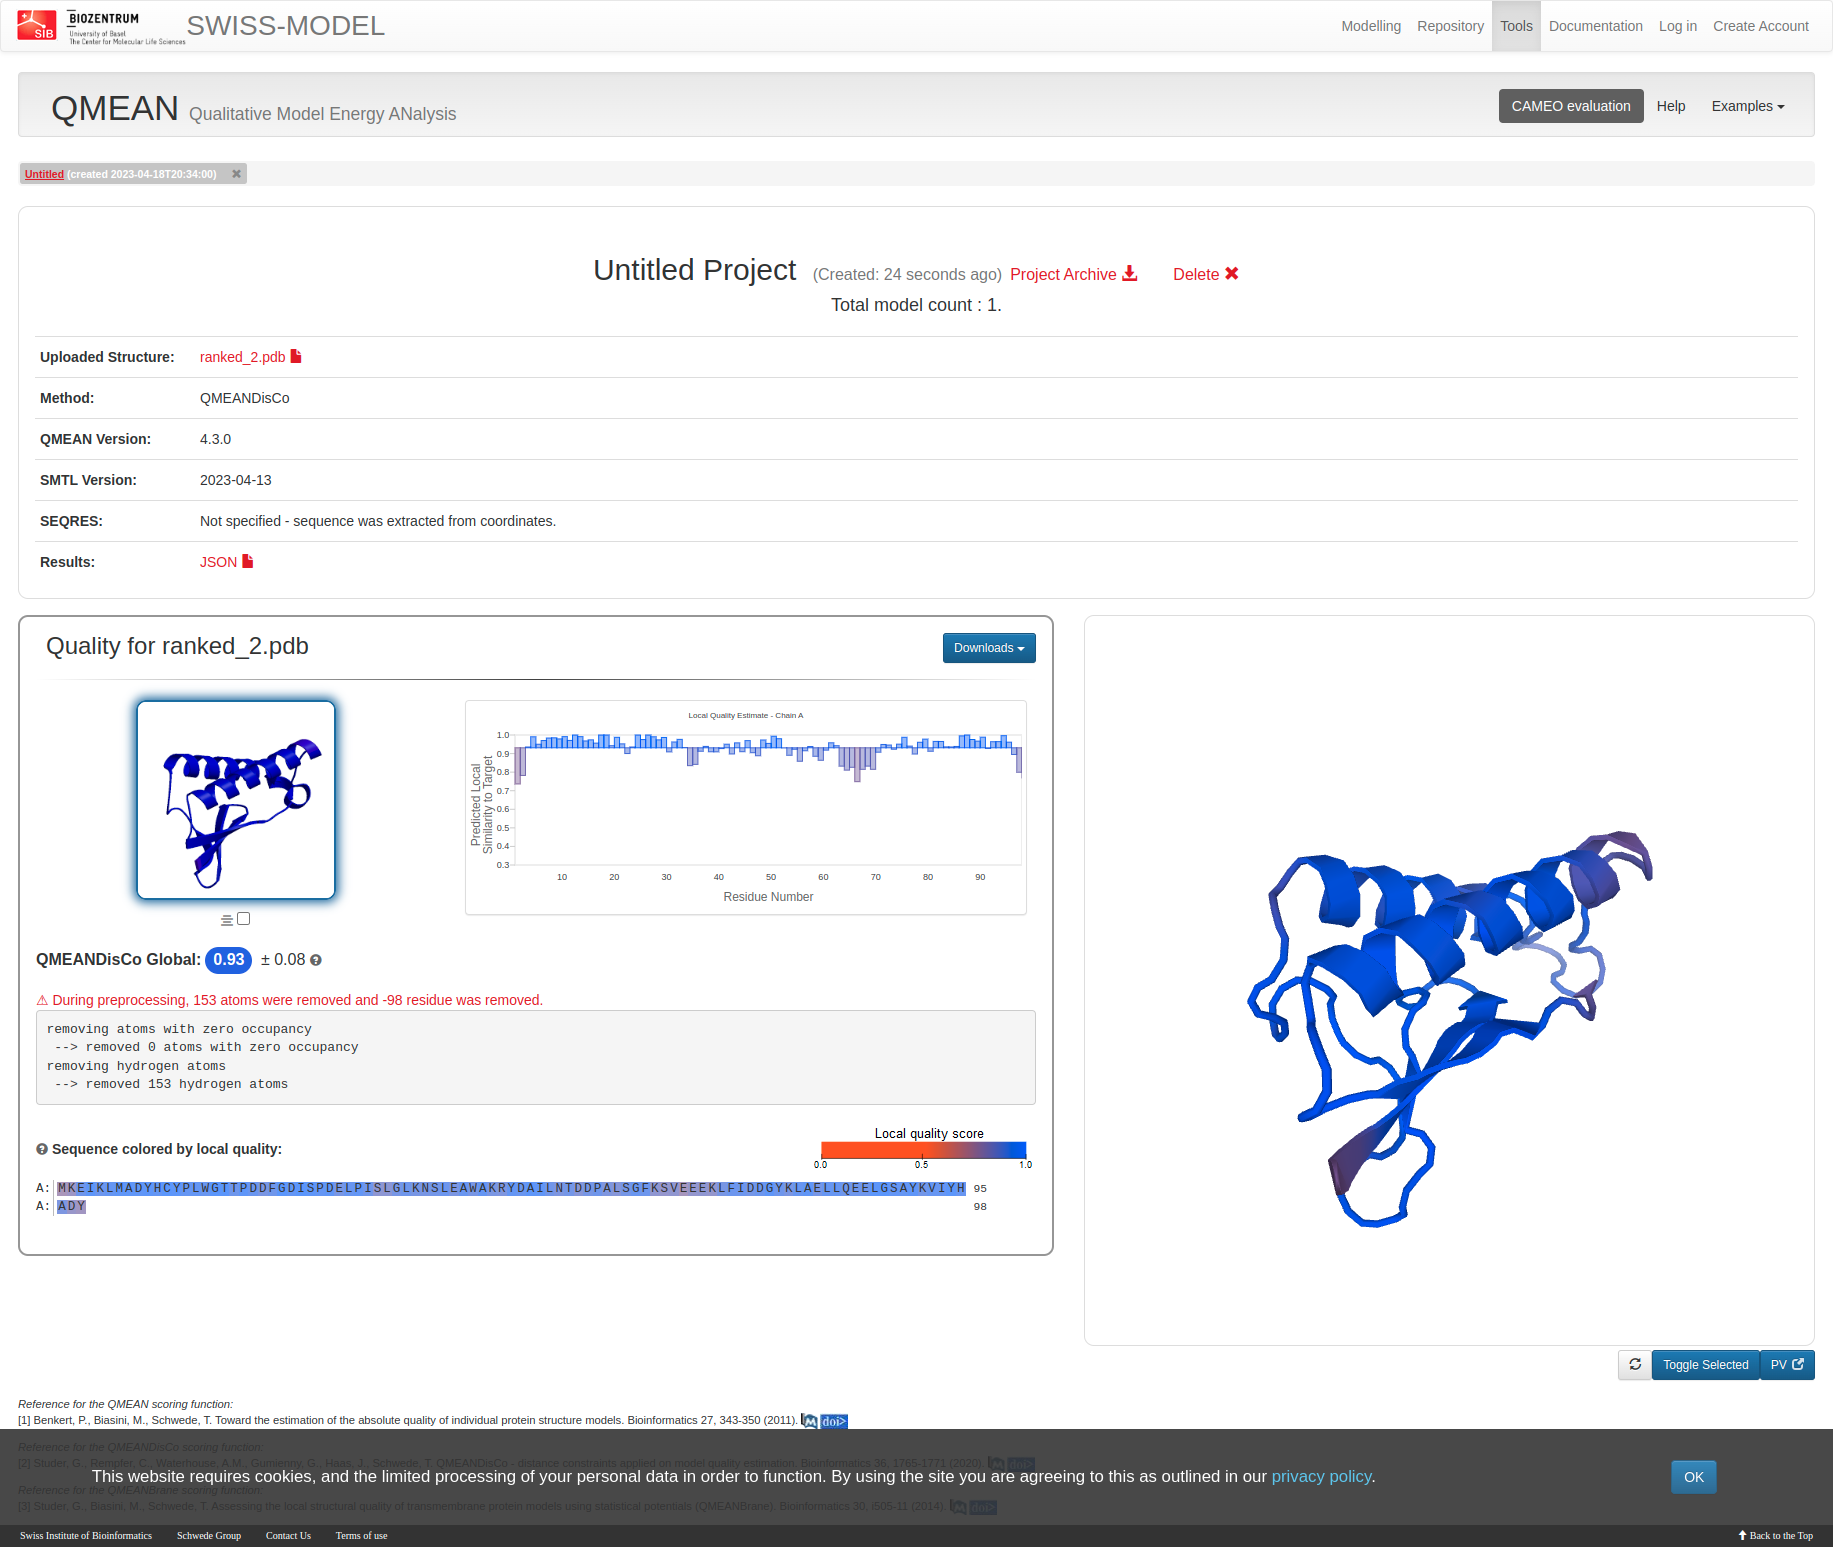 SIB
BIOZENTRUM
University of Basel
The Center for Molecular Life Sciences
SWISS-MODEL
Modelling Repository Tools Documentation Log in Create Account
QMEAN Qualitative Model Energy ANalysis
CAMEO evaluation Help Examples
Untitled (created 2023-04-18T20:34:00) ✖
Untitled Project (Created: 24 seconds ago) Project Archive Delete ✖
Total model count : 1.
Uploaded Structure: ranked_2.pdb
Method: QMEANDisCo
QMEAN Version: 4.3.0
SMTL Version: 2023-04-13
SEQRES: Not specified - sequence was extracted from coordinates.
Results: JSON
Quality for ranked_2.pdb
Downloads
Local Quality Estimate - Chain A
Predicted Local
Similarity to Target
1.0
0.9
0.8
0.7
0.6
0.5
0.4
0.3
10 20 30 40 50 60 70 80 90
Residue Number
QMEANDisCo Global: 0.93 ± 0.08
⚠ During preprocessing, 153 atoms were removed and -98 residue was removed.
removing atoms with zero occupancy
--> removed 0 atoms with zero occupancy
removing hydrogen atoms
--> removed 153 hydrogen atoms
Sequence colored by local quality:
Local quality score
0.0 0.5 1.0
A: MKEIKLMADYHCYPLWGTTPDDFGDISPDELPISLGLKNSLEAWAKRYDAILNTDDPALSGFKSVEEEKLFIDDGYKLAELLQEELGSAYKVIYH 95
A: ADY 98
Toggle Selected PV
Reference for the QMEAN scoring function:
[1] Benkert, P., Biasini, M., Schwede, T. Toward the estimation of the absolute quality of individual protein structure models. Bioinformatics 27, 343-350 (2011). M doi>
Reference for the QMEANDisCo scoring function:
[2] Studer, G., Rempfer, C., Waterhouse, A.M., Gumienny, G., Haas, J., Schwede, T. QMEANDisCo - distance constraints applied on model quality estimation. Bioinformatics 36, 1765-1771 (2020). M doi>
This website requires cookies, and the limited processing of your personal data in order to function. By using the site you are agreeing to this as outlined in our privacy policy.
OK
Reference for the QMEANBrane scoring function:
[3] Studer, G., Biasini, M., Schwede, T. Assessing the local structural quality of transmembrane protein models using statistical potentials (QMEANBrane). Bioinformatics 30, i505-11 (2014). M doi>
Swiss Institute of Bioinformatics Schwede Group Contact Us Terms of use
Back to the Top